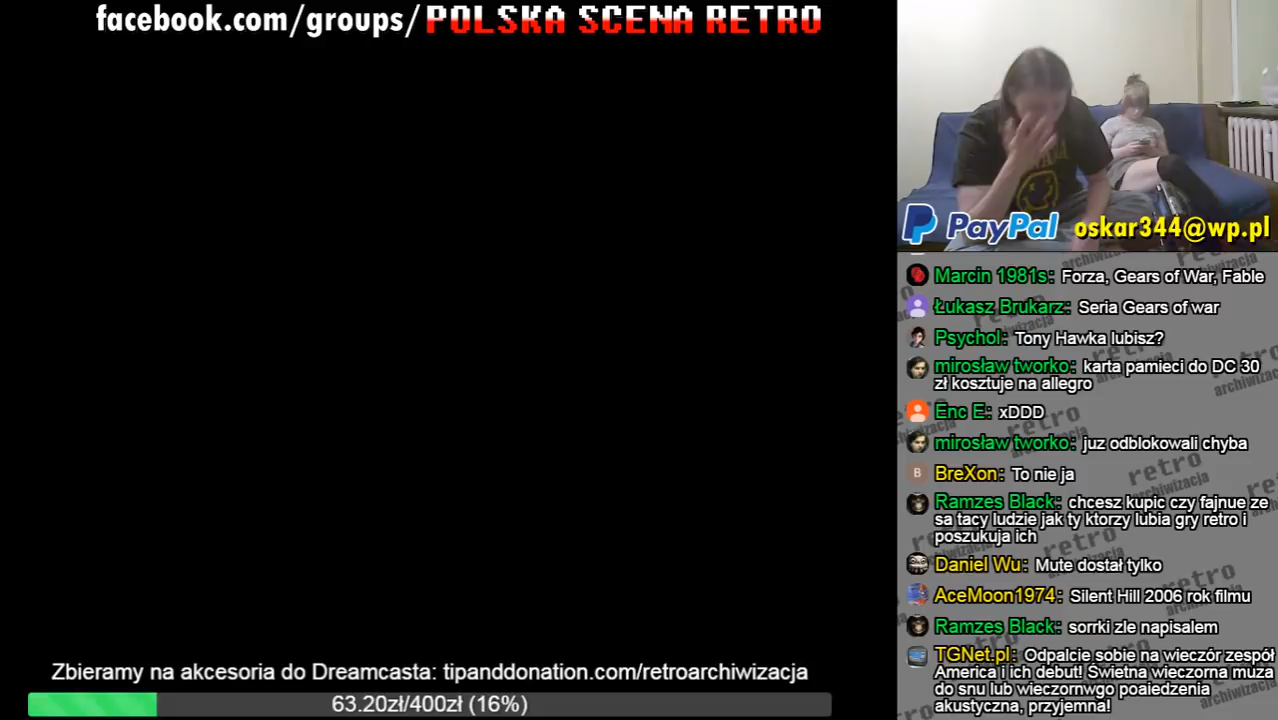 facebook.com/groups/POLSKA SCENA RETRO
PayPal oskar344@wp.pl
Marcin 1981s: Forza, Gears of War, Fable
Łukasz Brukarz: Seria Gears of war
Psychol: Tony Hawka lubisz?
mirosław tworko: karta pamieci do DC 30
zł kosztuje na allegro
Enc E: xDDD
mirosław tworko: juz odblokowali chyba
BreXon: To nie ja
Ramzes Black: chcesz kupic czy fajnue ze
sa tacy ludzie jak ty ktorzy lubia gry retro i
poszukuja ich
Daniel Wu: Mute dostał tylko
AceMoon1974: Silent Hill 2006 rok filmu
Ramzes Black: sorrki zle napisalem
TGNet.pl: Odpalcie sobie na wieczór zespół
America i ich debut! Świetna wieczorna muza
do snu lub wieczornwgo poaiedzenia
akustyczna, przyjemna!
retro
archiwizacja
Zbieramy na akcesoria do Dreamcasta: tipanddonation.com/retroarchiwizacja
63.20zł/400zł (16%)